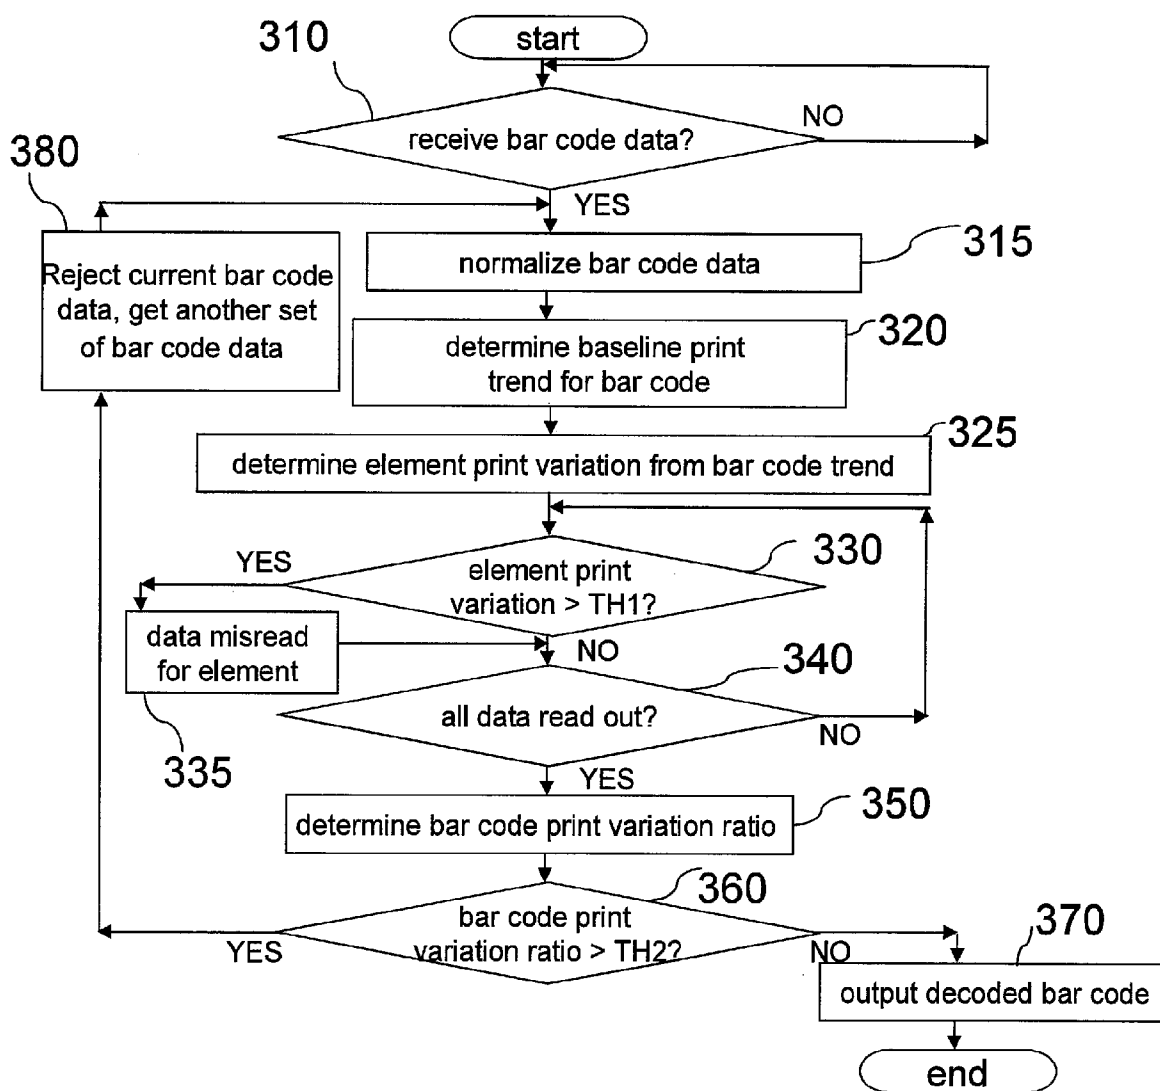 310
start
receive bar code data?
NO
380
YES
315
Reject current bar code
data, get another set
of bar code data
normalize bar code data
320
determine baseline print
trend for bar code
325
determine element print variation from bar code trend
330
YES
element print
variation > TH1?
data misread
for element
NO
340
all data read out?
NO
335
YES
350
determine bar code print variation ratio
360
bar code print
variation ratio > TH2?
YES
NO
370
output decoded bar code
end